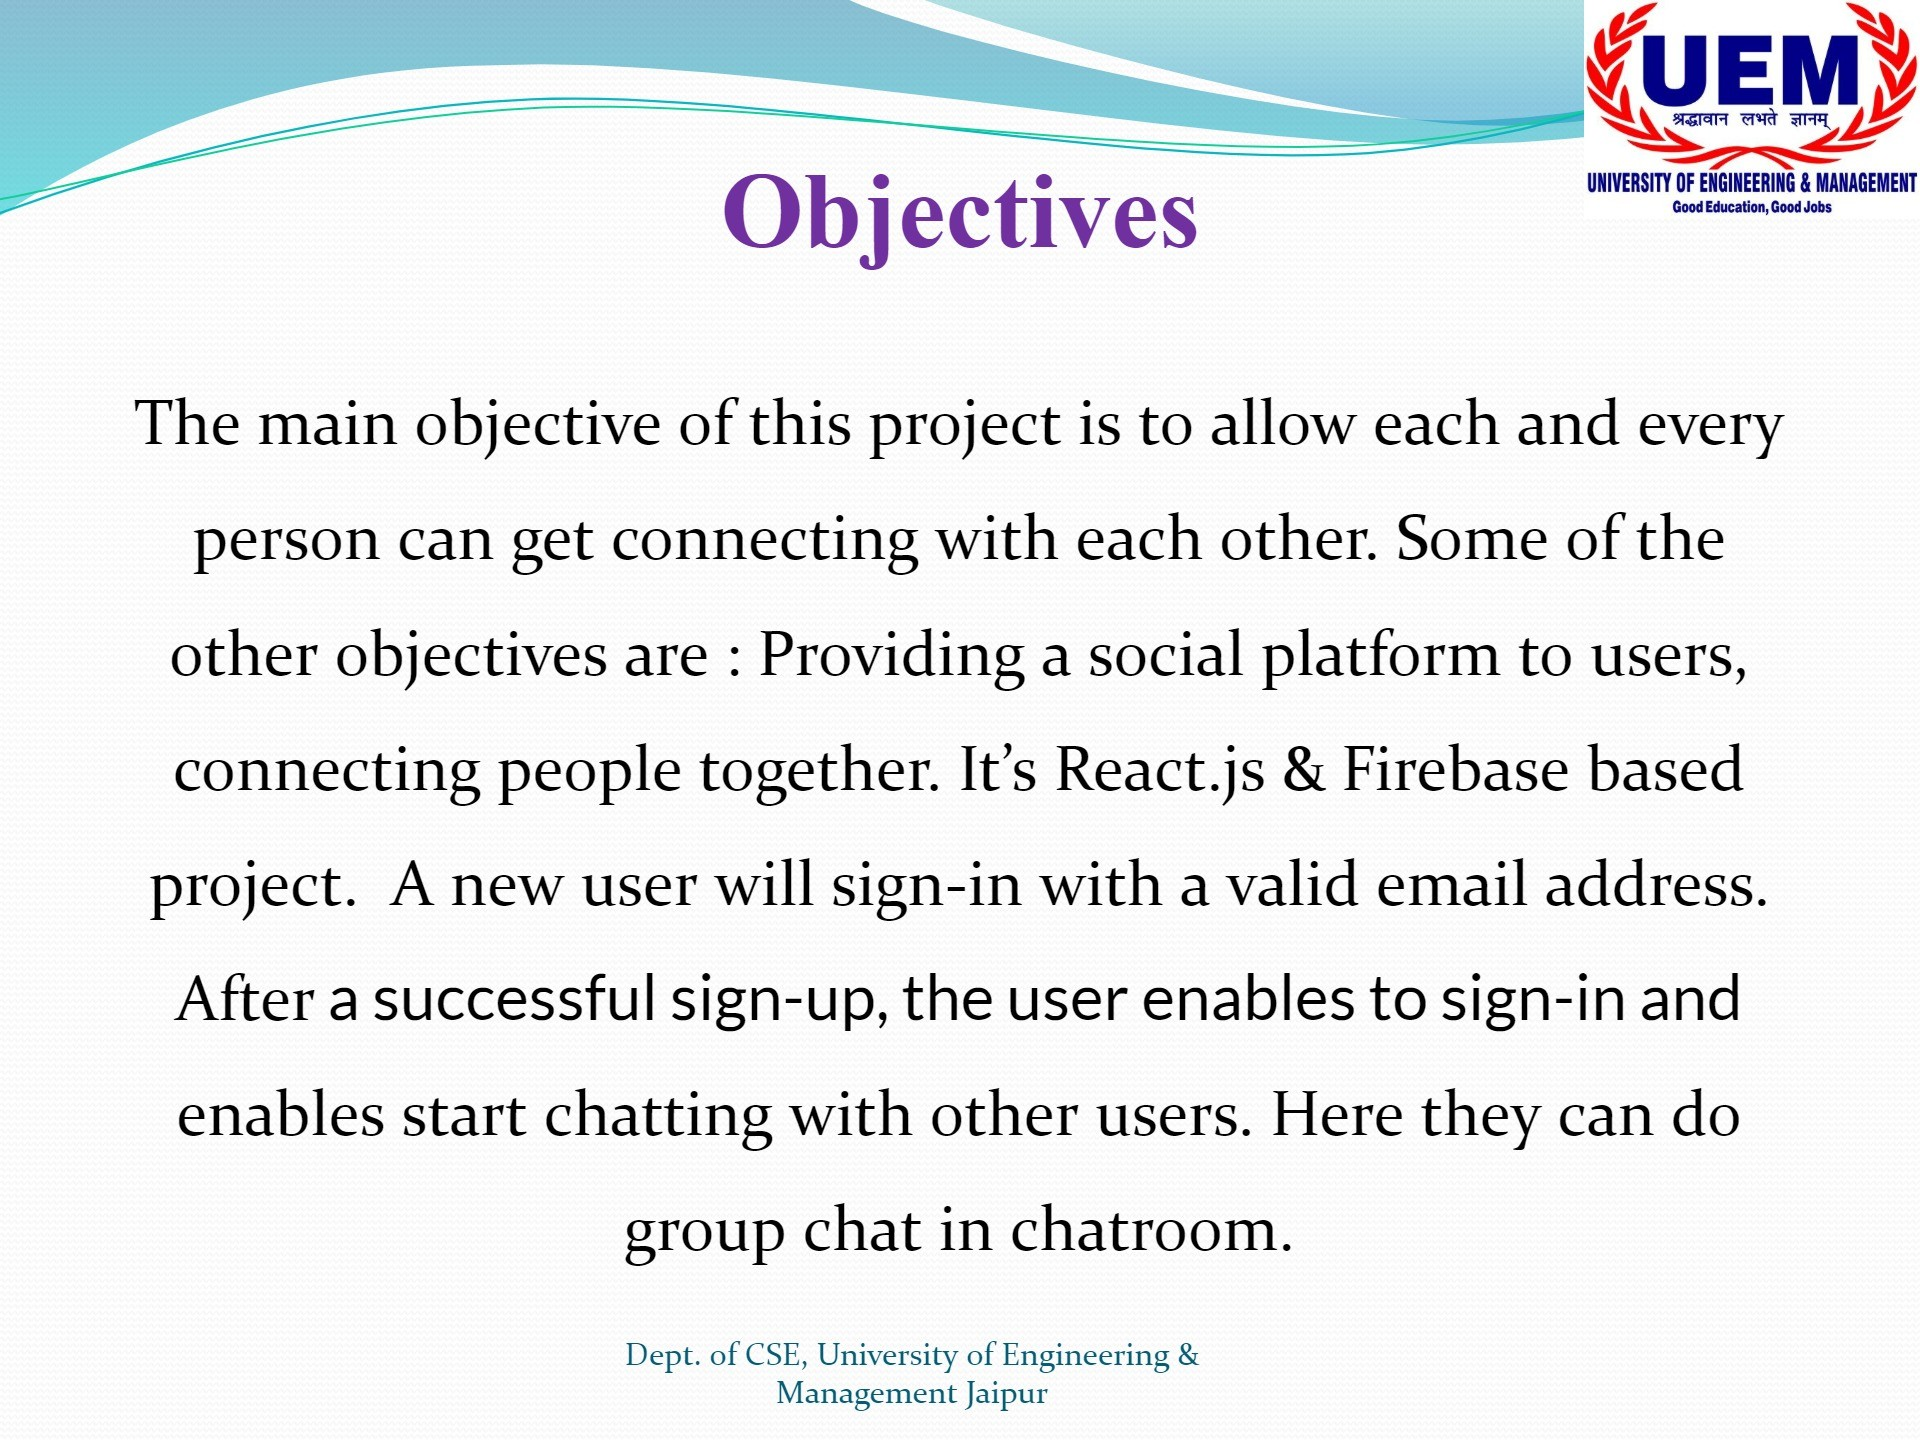 UEM
श्रद्धावान लभते ज्ञानम्
UNIVERSITY OF ENGINEERING & MANAGEMENT
Good Education, Good Jobs
Objectives
The main objective of this project is to allow each and every
person can get connecting with each other. Some of the
other objectives are : Providing a social platform to users,
connecting people together. It’s React.js & Firebase based
project.  A new user will sign-in with a valid email address.
After a successful sign-up, the user enables to sign-in and
enables start chatting with other users. Here they can do
group chat in chatroom.
Dept. of CSE, University of Engineering &
Management Jaipur